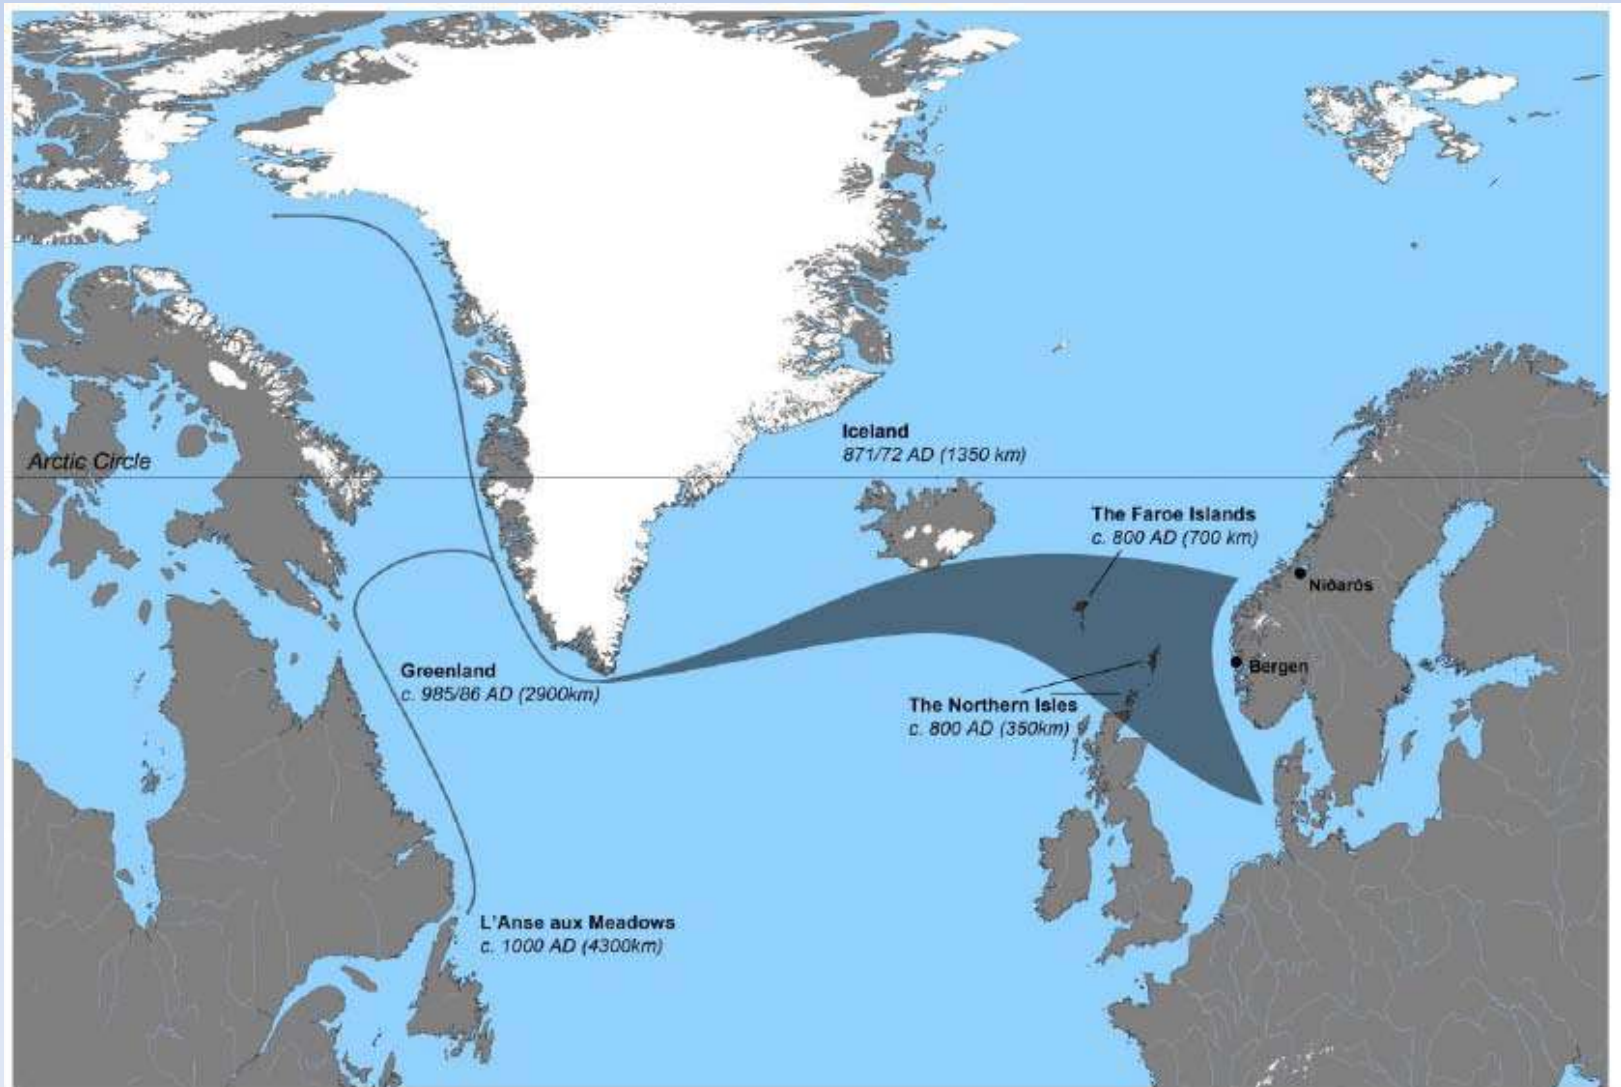 Iceland
871/72 AD (1350 km)
Arctic Circle
The Faroe Islands
c. 800 AD (700 km)
Niðarós
Bergen
Greenland
c. 985/86 AD (2900km)
The Northern Isles
c. 800 AD (350km)
L'Anse aux Meadows
c. 1000 AD (4300km)